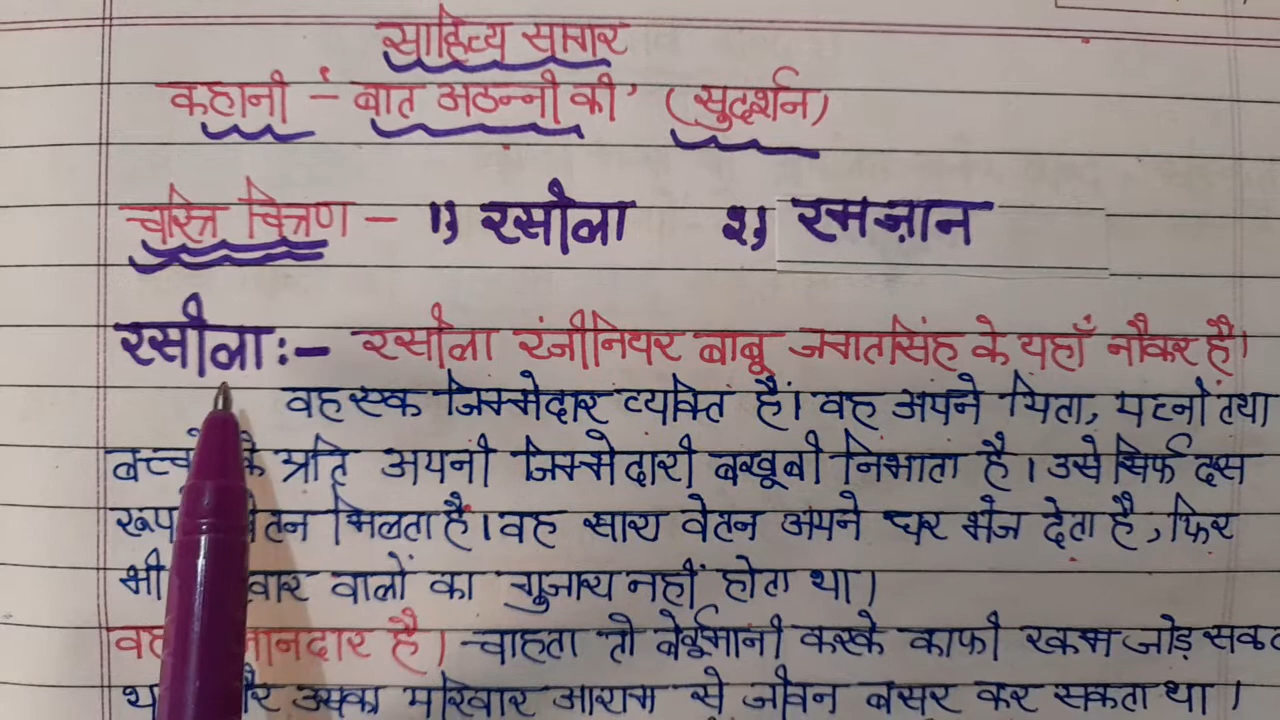 साहित्य सागर
कहानी - 'बात अठन्नी की' (सुदर्शन)
चरित्र चित्रण - 1) रसीला 2) रमज़ान
रसीला :- रसीला इंजीनियर बाबू जगतसिंह के यहाँ नौकर है।
वह एक जिम्मेदार व्यक्ति है। वह अपने पिता, पत्नी तथा
के प्रति अपनी जिम्मेदारी बखूबी निभाता है। उसे सिर्फ दस
मिलता है। वह सारा वेतन अपने घर भेज देता है, फिर
भी वालों का गुजारा नहीं होता था।
वह है। चाहता तो बेईमानी करके काफी रकम जोड़
उसका परिवार आराम से जीवन बसर कर सकता था।